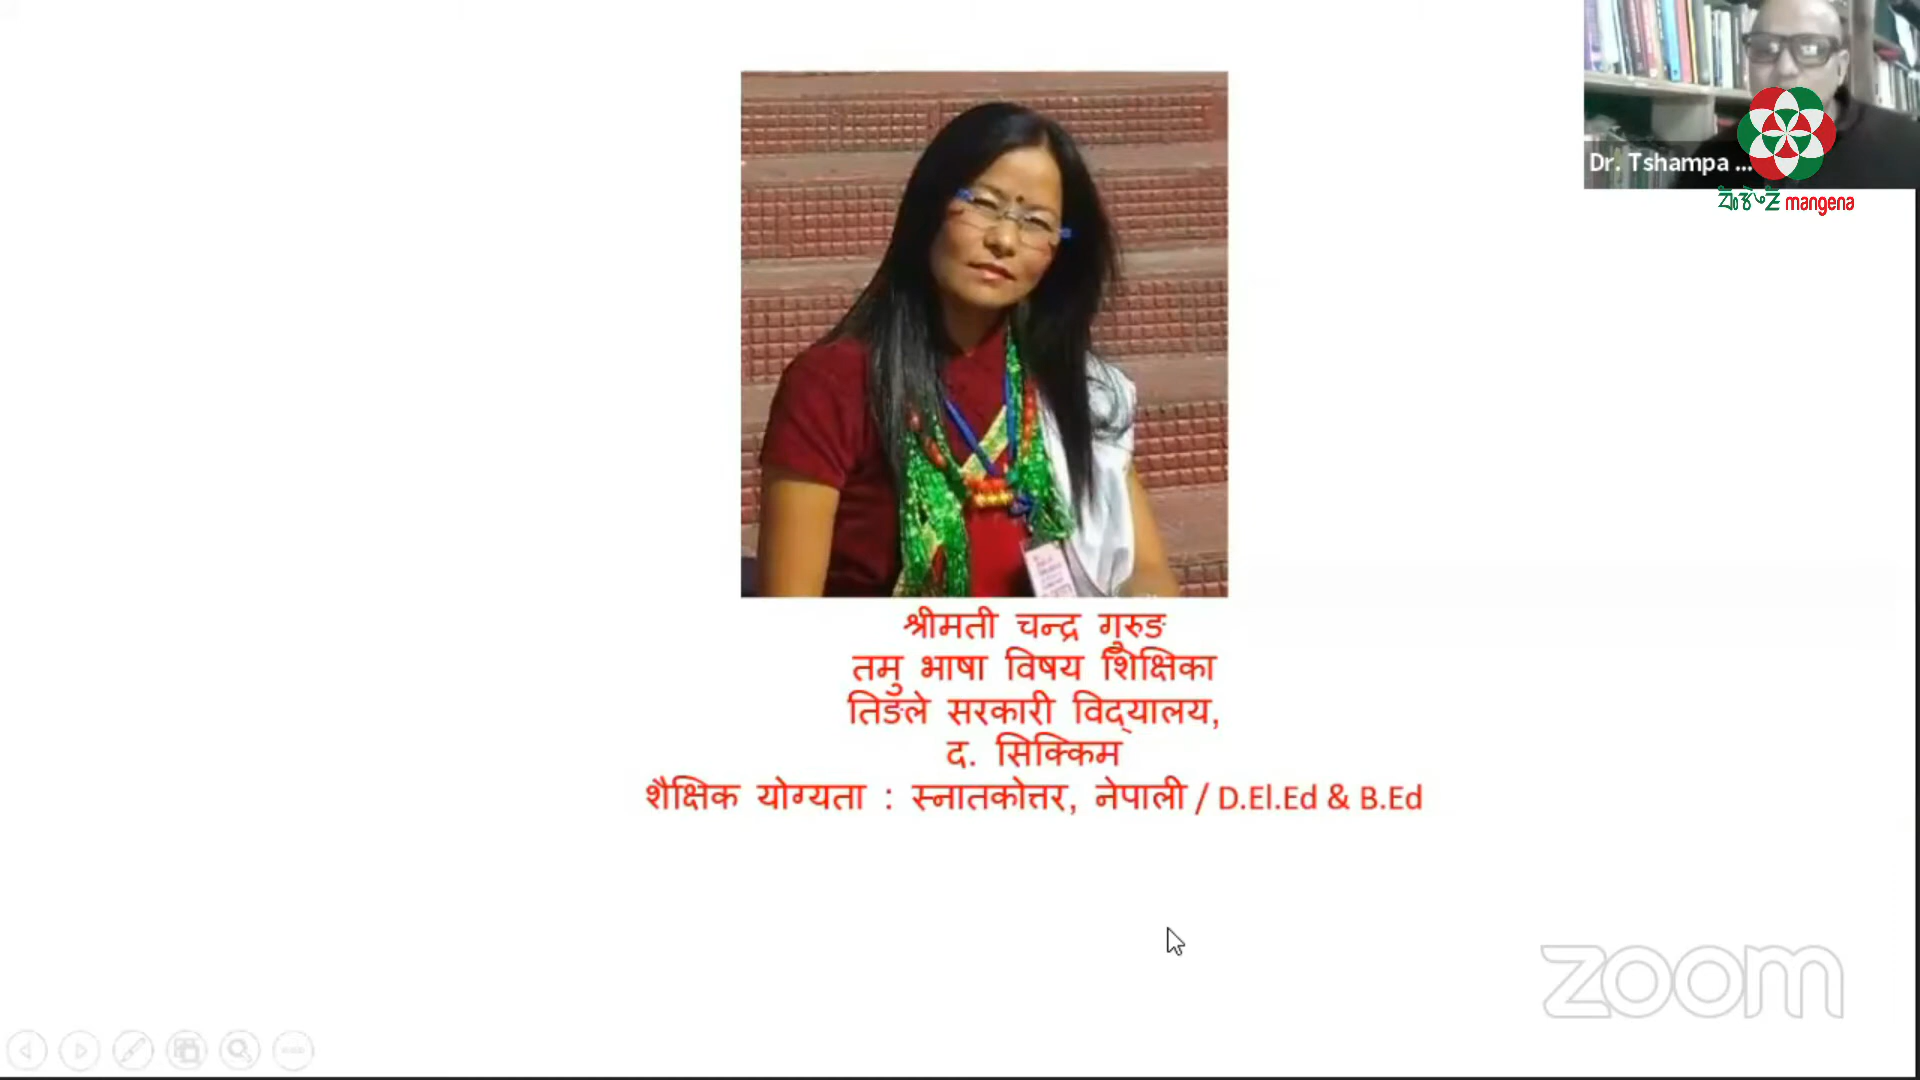 Dr. Tshampa ...
mangena
श्रीमती चन्द्र गुरुङ
तमु भाषा विषय शिक्षिका
तिङले सरकारी विद्यालय,
द. सिक्किम
शैक्षिक योग्यता : स्नातकोत्तर, नेपाली / D.El.Ed & B.Ed
zoom